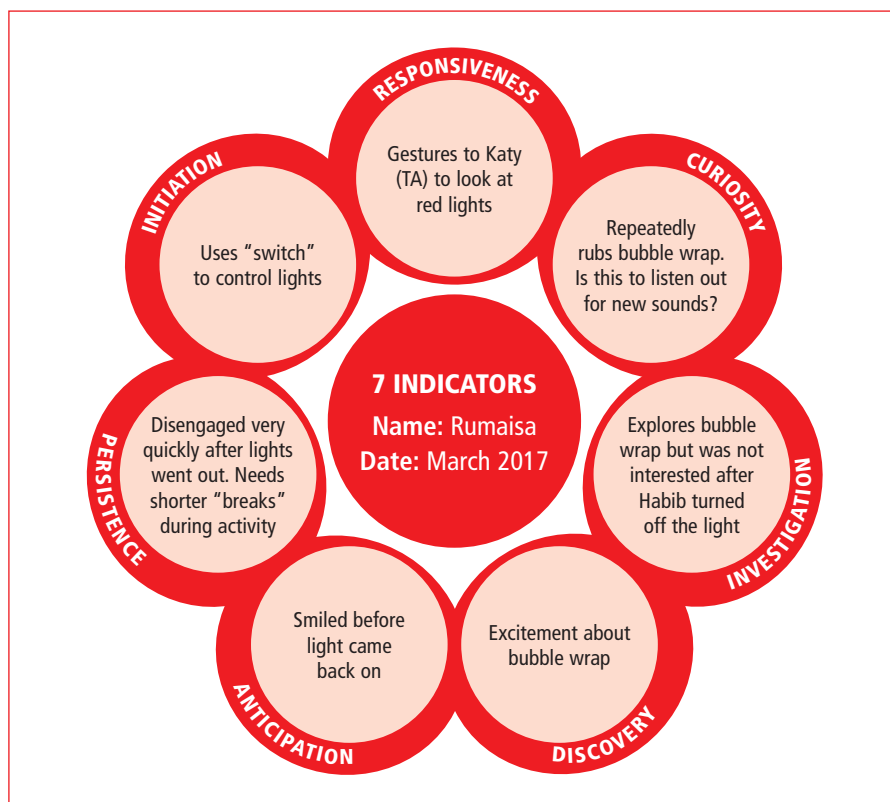 RESPONSIVENESS
Gestures to Katy
(TA) to look at
red lights
CURIOSITY
Repeatedly
rubs bubble wrap.
Is this to listen out
for new sounds?
INVESTIGATION
Explores bubble
wrap but was not
interested after
Habib turned
off the light
DISCOVERY
Excitement about
bubble wrap
ANTICIPATION
Smiled before
light came
back on
PERSISTENCE
Disengaged very
quickly after lights
went out. Needs
shorter “breaks”
during activity
INITIATION
Uses “switch”
to control lights
7 INDICATORS
Name: Rumaisa
Date: March 2017